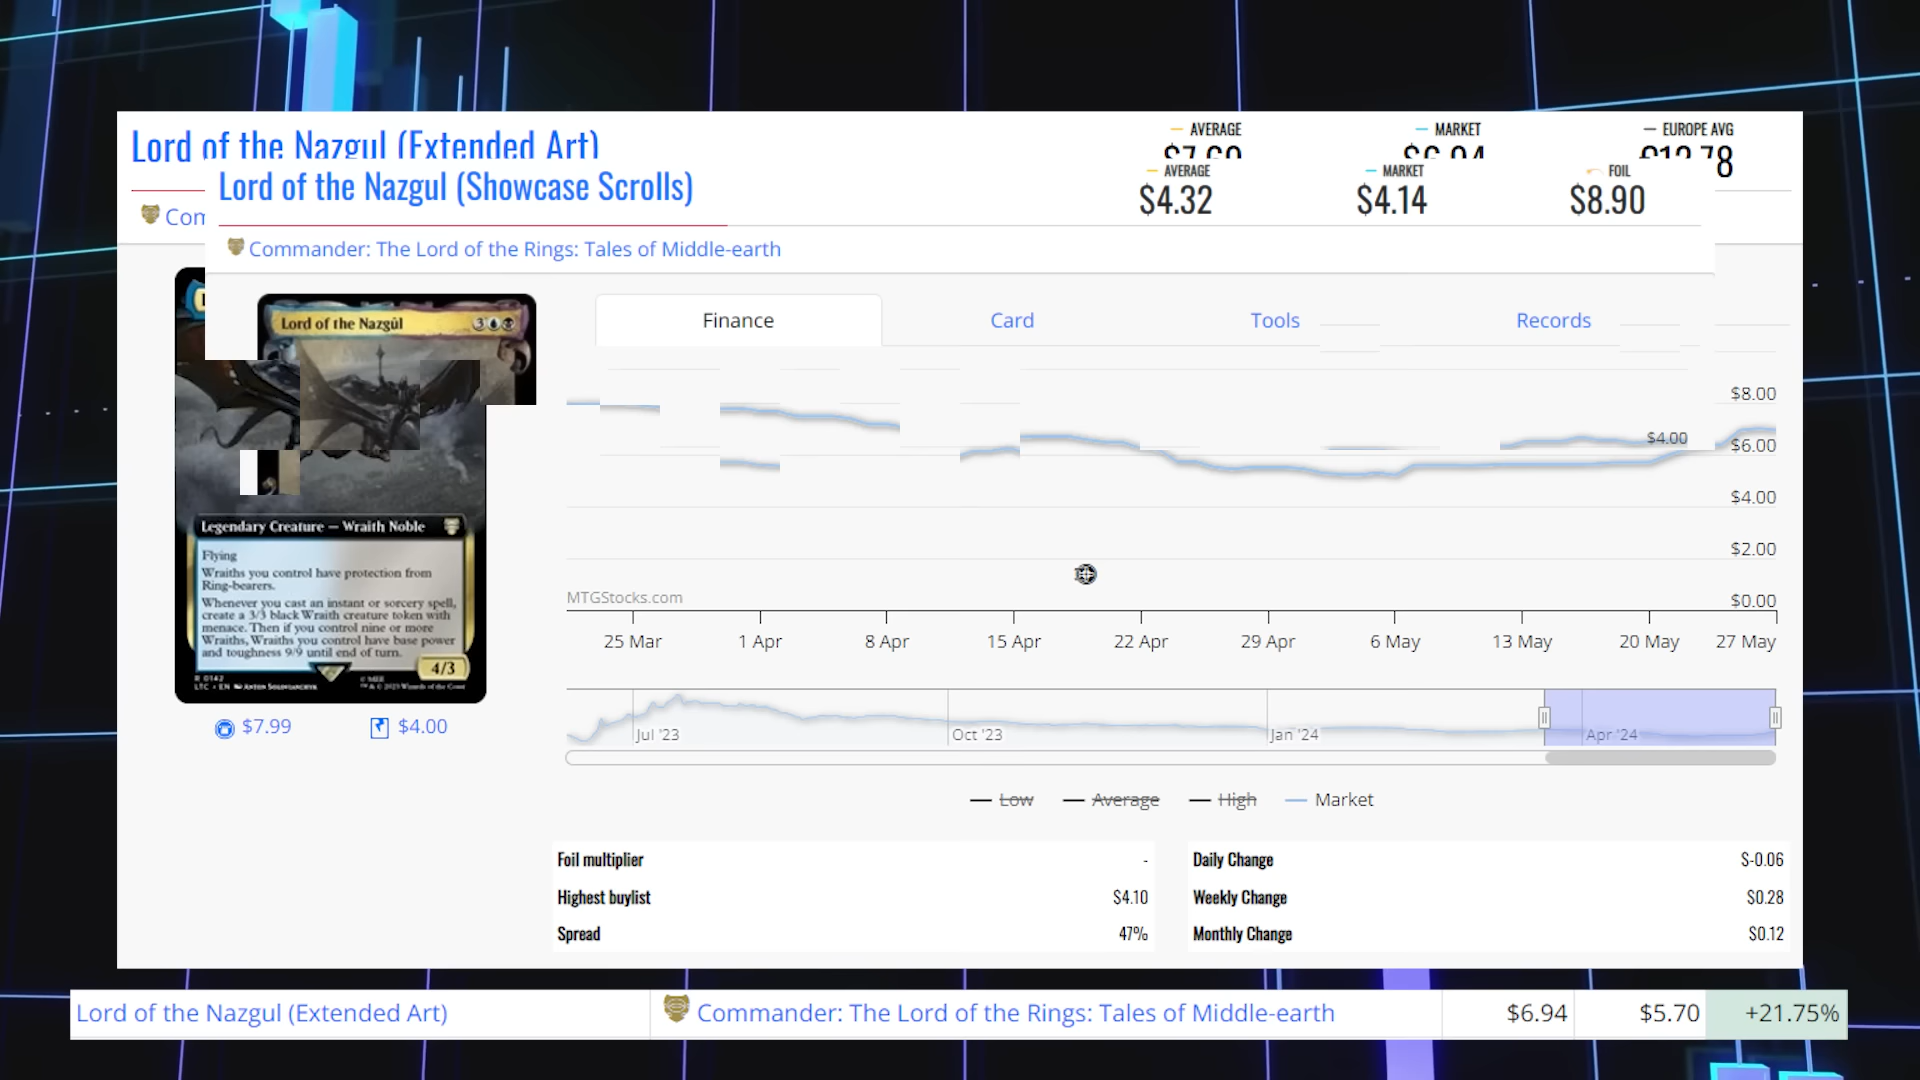 Lord of the Nazgul (Extended Art)
AVERAGE
MARKET
EUROPE AVG
Lord of the Nazgul (Showcase Scrolls)
AVERAGE
MARKET
FOIL
$4.32
$4.14
$8.90
Commander: The Lord of the Rings: Tales of Middle-earth
Lord of the Nazgûl
Finance
Card
Tools
Records
$8.00
$4.00
$6.00
$4.00
$2.00
$0.00
MTGStocks.com
25 Mar
1 Apr
8 Apr
15 Apr
22 Apr
29 Apr
6 May
13 May
20 May
27 May
Legendary Creature — Wraith Noble
Flying
Wraiths you control have protection from
Ring-bearers.
Whenever you cast an instant or sorcery spell,
create a 3/3 black Wraith creature token with
menace. Then if you control nine or more
Wraiths, Wraiths you control have base power
and toughness 9/9 until end of turn.
4/3
R 0142
LTC • EN
$7.99
$4.00
Jul '23
Oct '23
Jan '24
Apr '24
Low
Average
High
Market
Foil multiplier -
Highest buylist $4.10
Spread 47%
Daily Change $-0.06
Weekly Change $0.28
Monthly Change $0.12
Lord of the Nazgul (Extended Art)
Commander: The Lord of the Rings: Tales of Middle-earth
$6.94
$5.70
+21.75%